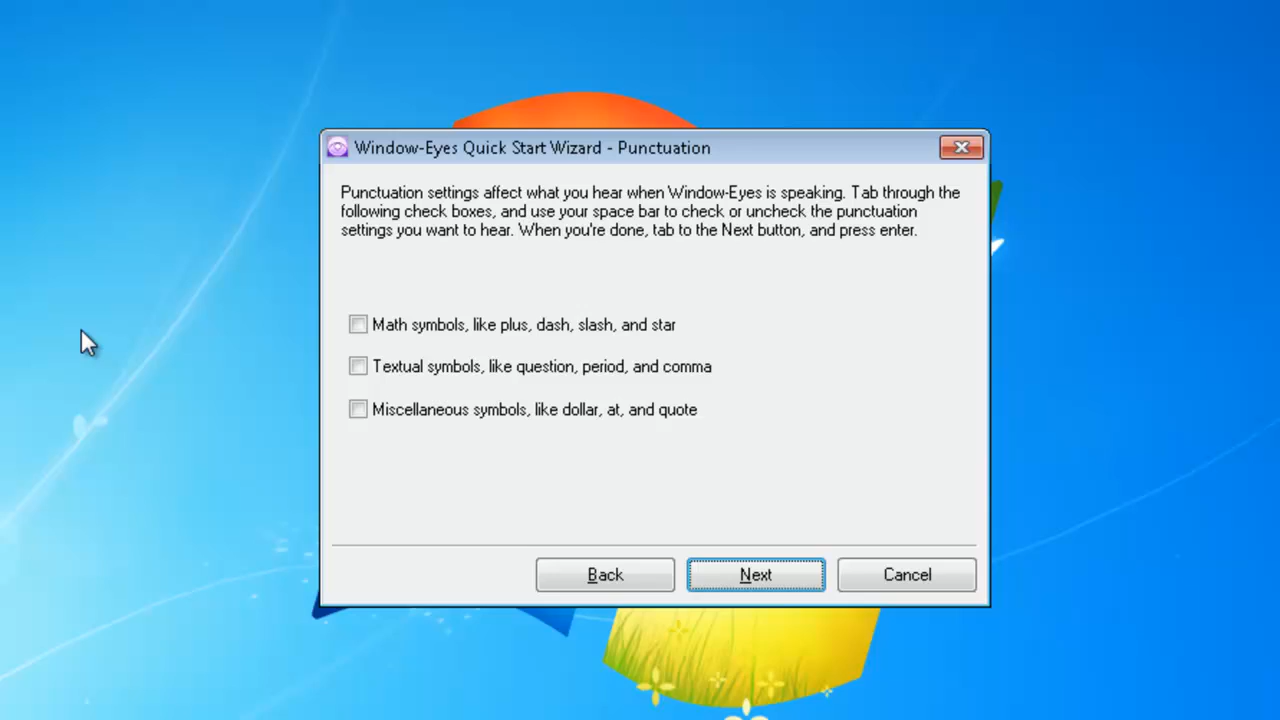 Window-Eyes Quick Start Wizard - Punctuation
Punctuation settings affect what you hear when Window-Eyes is speaking. Tab through the
following check boxes, and use your space bar to check or uncheck the punctuation
settings you want to hear. When you're done, tab to the Next button, and press enter.
Math symbols, like plus, dash, slash, and star
Textual symbols, like question, period, and comma
Miscellaneous symbols, like dollar, at, and quote
Back Next Cancel